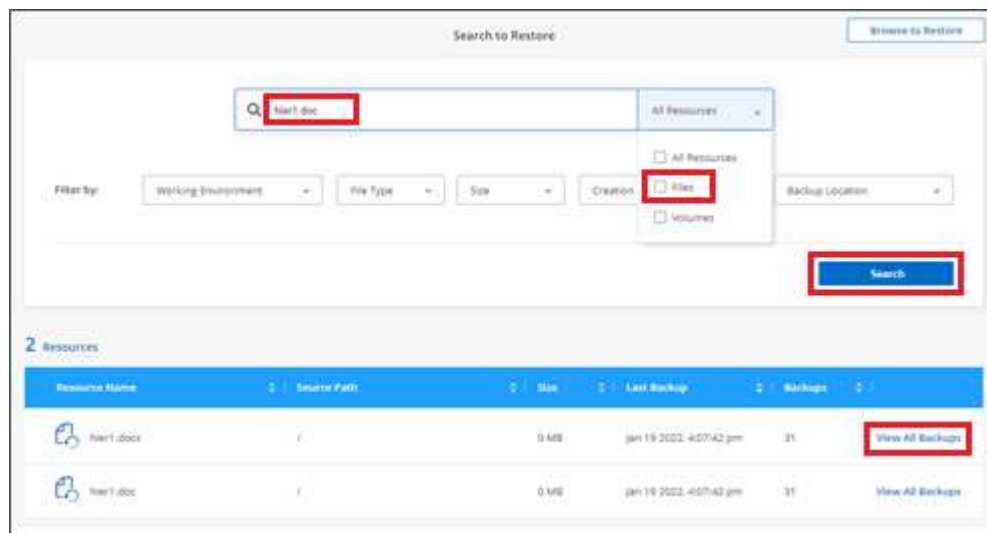 Search to Restore
Browse to Restore
hier1.doc
All Resources
All Resources
Filter by:
Working Environment
File Type
Size
Creation
Files
Backup Location
Volumes
Search
2 Resources
Resource Name Source Path Size Last Backup Backups
hier1.docx / 0 MB Jan 19 2022, 4:07:42 pm 31 View All Backups
hier1.doc / 0 MB Jan 19 2022, 4:07:42 pm 31 View All Backups